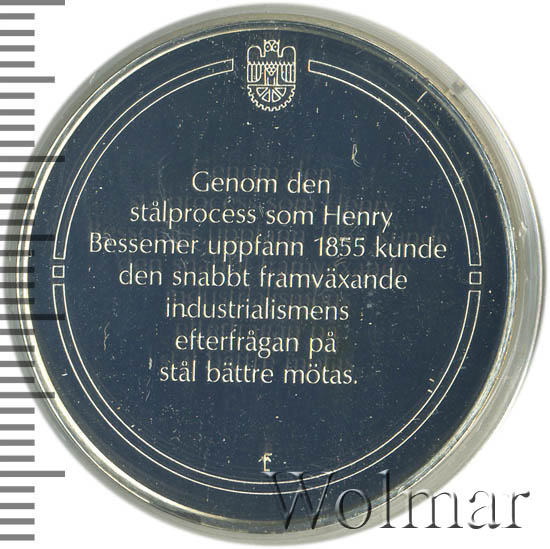 Genom den
stålprocess som Henry
Bessemer uppfann 1855 kunde
den snabbt framväxande
industrialismens
efterfrågan på
stål bättre mötas.
E
Wolmar